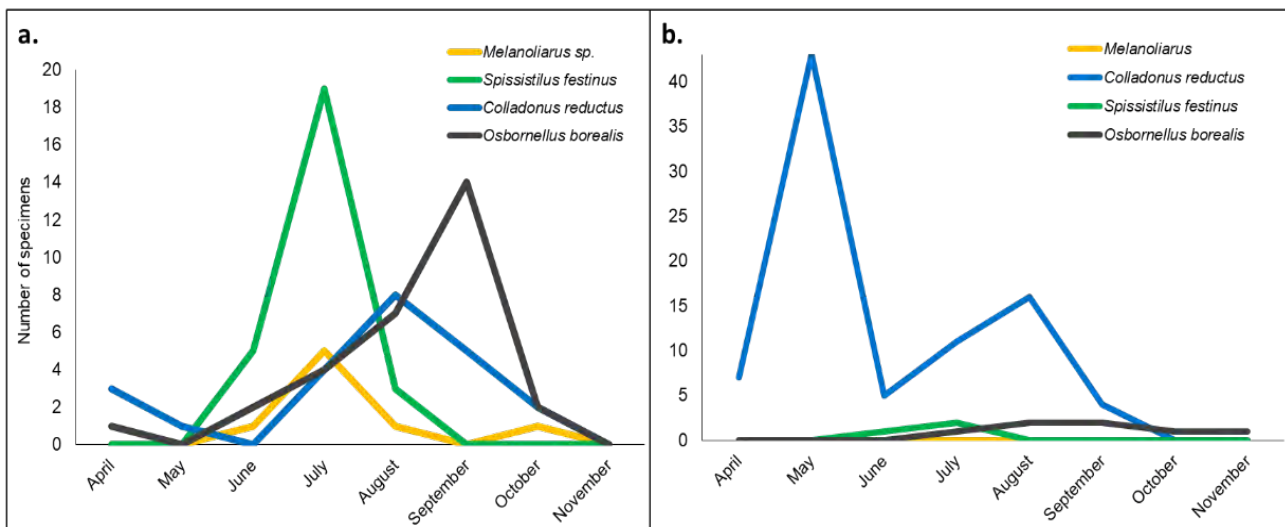 a.
Melanoliarus sp.
Spissistilus festinus
Colladonus reductus
Osbornellus borealis
Number of specimens
20
18
16
14
12
10
8
6
4
2
0
April
May
June
July
August
September
October
November
b.
Melanoliarus
Colladonus reductus
Spissistilus festinus
Osbornellus borealis
40
35
30
25
20
15
10
5
0
April
May
June
July
August
September
October
November